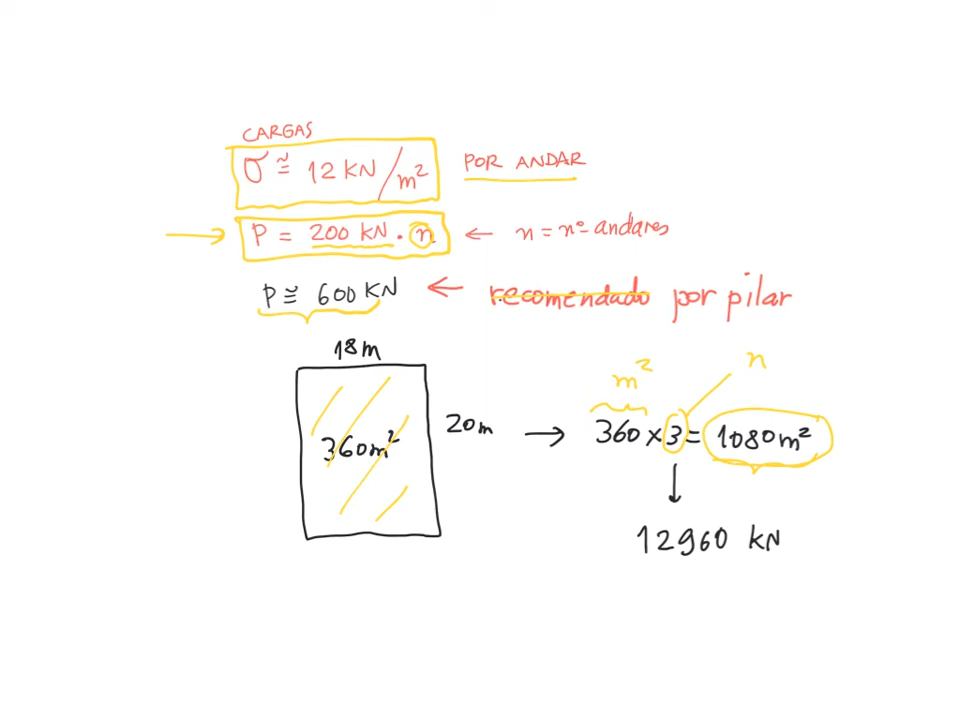 CARGAS
σ ≅ 12 KN/m² POR ANDAR
P = 200 KN . n ← n = nº andares
P ≅ 600 KN ← recomendado por pilar
18m
m² n
360m² 20m → 360 x 3 = 1080m²
↓
12960 KN